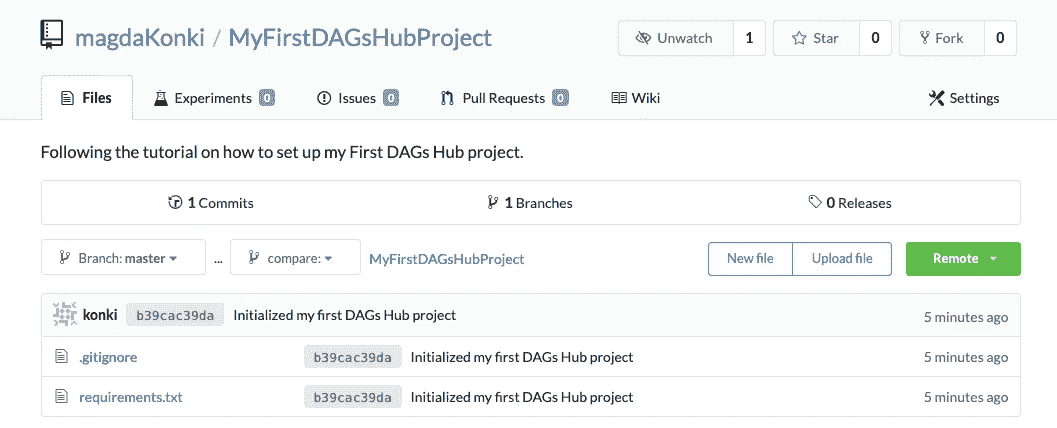 magdaKonki / MyFirstDAGsHubProject
Unwatch 1 Star 0 Fork 0
Files Experiments 0 Issues 0 Pull Requests 0 Wiki Settings
Following the tutorial on how to set up my First DAGs Hub project.
1 Commits 1 Branches 0 Releases
Branch: master ... compare: MyFirstDAGsHubProject New file Upload file Remote
konki b39cac39da Initialized my first DAGs Hub project 5 minutes ago
.gitignore b39cac39da Initialized my first DAGs Hub project 5 minutes ago
requirements.txt b39cac39da Initialized my first DAGs Hub project 5 minutes ago